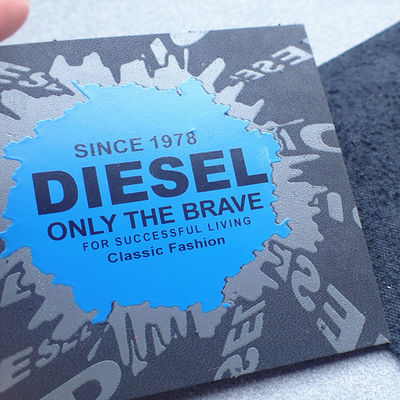 SINCE 1978
DIESEL
ONLY THE BRAVE
FOR SUCCESSFUL LIVING
Classic Fashion